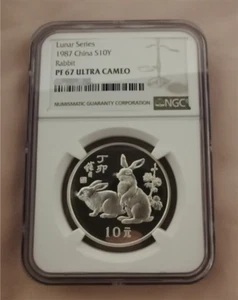 Lunar Series
1987 China S10Y
Rabbit
PF 67 ULTRA CAMEO
NUMISMATIC GUARANTY CORPORATION
NGC
丁卯
10元